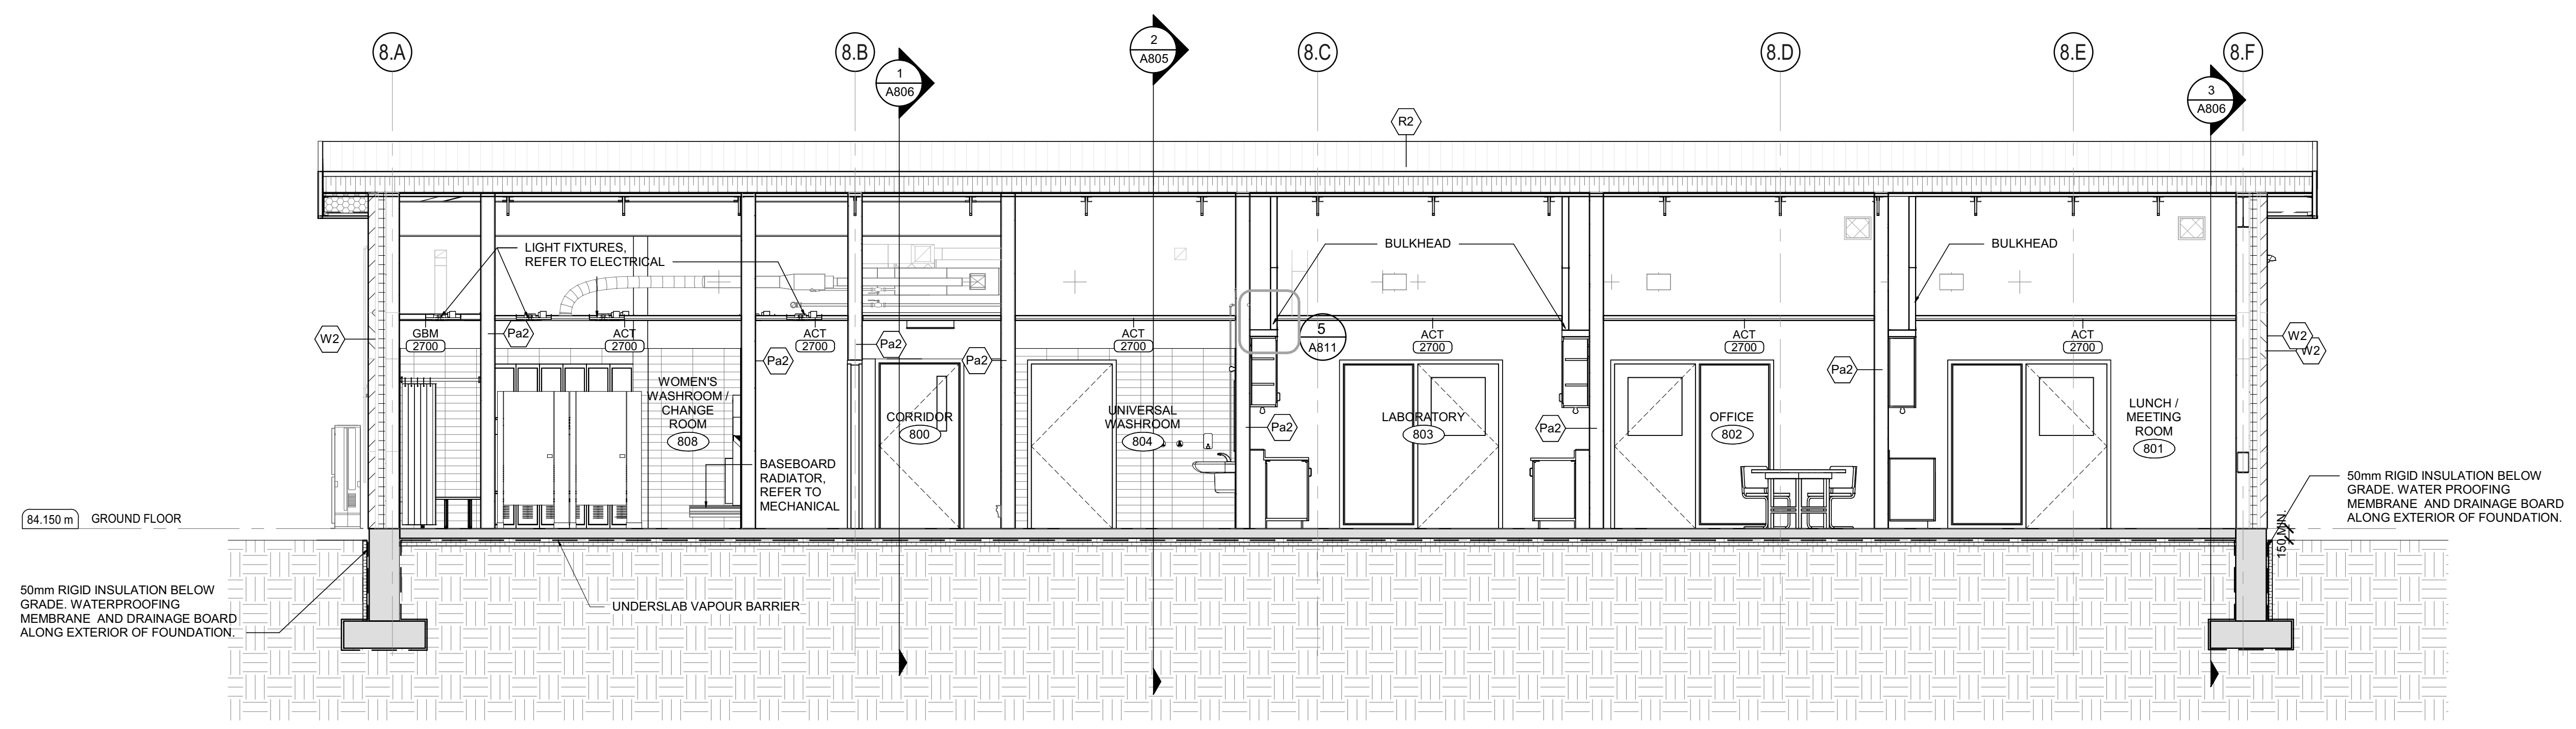 8.A
8.B
1
A806
2
A805
8.C
8.D
8.E
3
A806
8.F
R2
LIGHT FIXTURES,
REFER TO ELECTRICAL
BULKHEAD
BULKHEAD
W2
GBM
2700
Pa2
ACT
2700
Pa2
ACT
2700
Pa2
Pa2
ACT
2700
5
A811
ACT
2700
ACT
2700
Pa2
ACT
2700
W2
W2
WOMEN'S
WASHROOM /
CHANGE
ROOM
808
CORRIDOR
800
UNIVERSAL
WASHROOM
804
Pa2
LABORATORY
803
Pa2
OFFICE
802
LUNCH /
MEETING
ROOM
801
BASEBOARD
RADIATOR,
REFER TO
MECHANICAL
84.150 m
GROUND FLOOR
50mm RIGID INSULATION BELOW
GRADE. WATER PROOFING
MEMBRANE AND DRAINAGE BOARD
ALONG EXTERIOR OF FOUNDATION.
150 MIN.
50mm RIGID INSULATION BELOW
GRADE. WATERPROOFING
MEMBRANE AND DRAINAGE BOARD
ALONG EXTERIOR OF FOUNDATION.
UNDERSLAB VAPOUR BARRIER